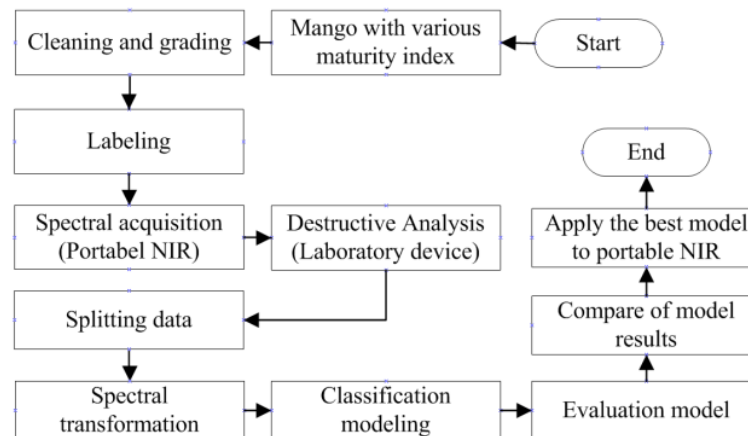 Start
Mango with various
maturity index
Cleaning and grading
Labeling
Spectral acquisition
(Portabel NIR)
Destructive Analysis
(Laboratory device)
Splitting data
Spectral
transformation
Classification
modeling
Evaluation model
Compare of model
results
Apply the best model
to portable NIR
End